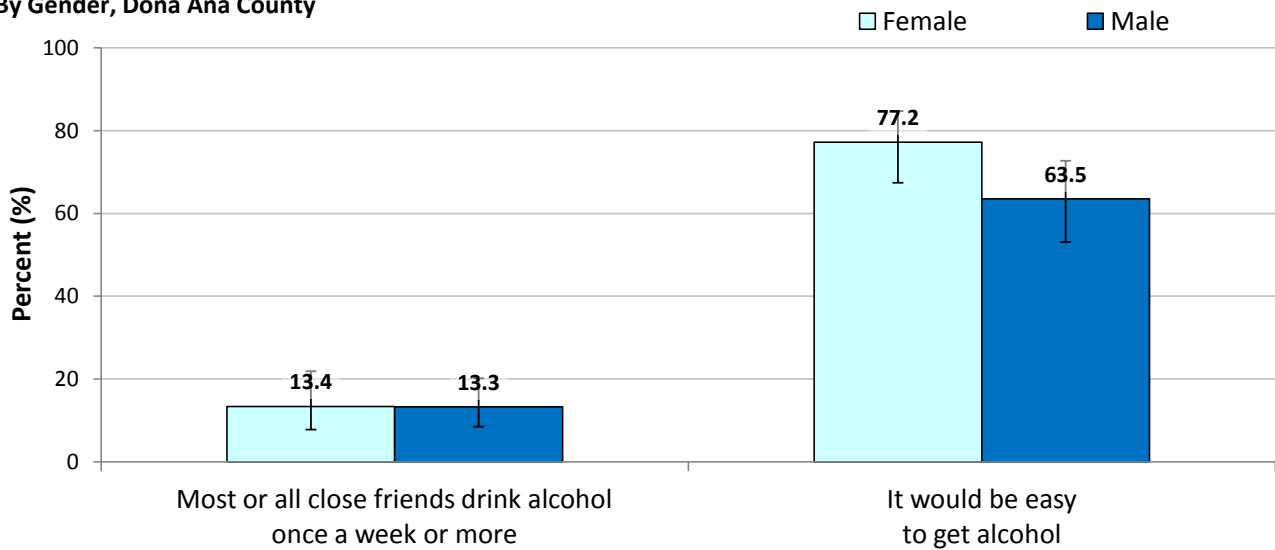 By Gender, Dona Ana County
Female Male
100
80
60
40
20
0
Percent (%)
77.2
63.5
13.4
13.3
Most or all close friends drink alcohol
once a week or more
It would be easy
to get alcohol